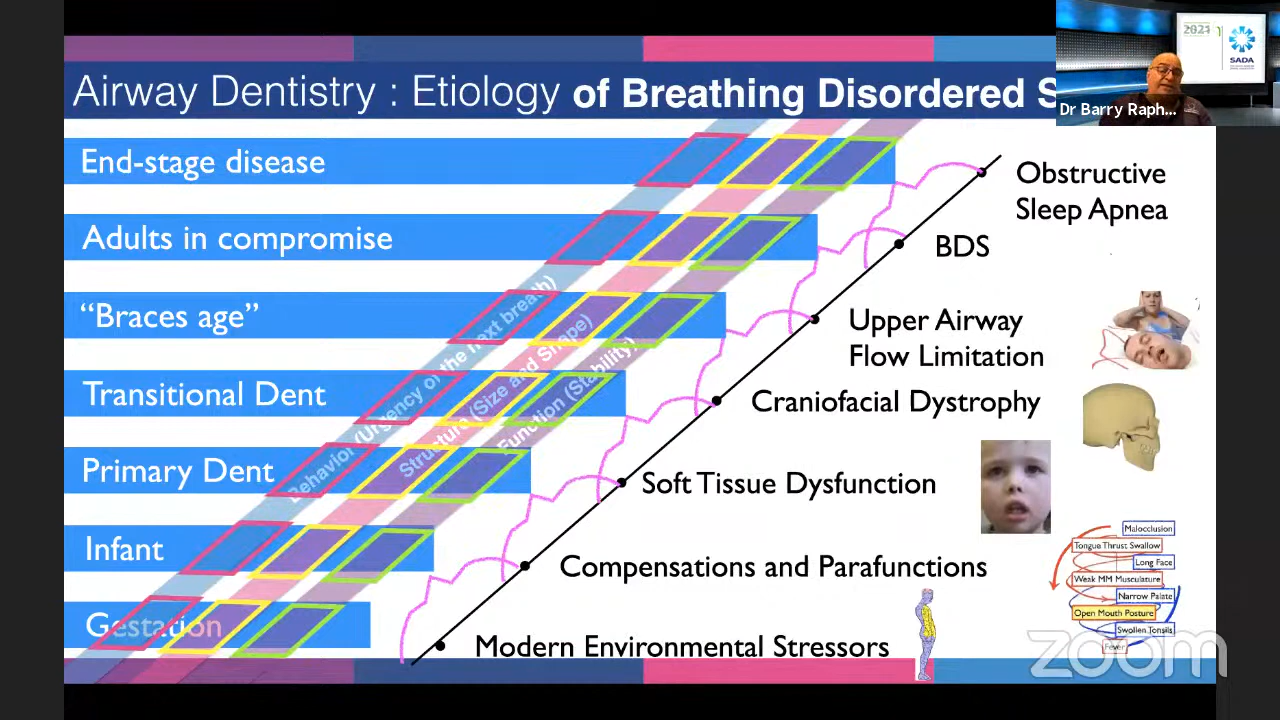 Airway Dentistry : Etiology of Breathing Disordered S
2021
SADA
Dr Barry Raph...
End-stage disease
Adults in compromise
“Braces age”
Transitional Dent
Primary Dent
Infant
Gestation
Behavior (Urgency of the next breath)
Structure (Size and Shape)
Function (Stability)
Obstructive
Sleep Apnea
BDS
Upper Airway
Flow Limitation
Craniofacial Dystrophy
Soft Tissue Dysfunction
Compensations and Parafunctions
Modern Environmental Stressors
Malocclusion
Tongue Thrust Swallow
Long Face
Weak MM Musculature
Narrow Palate
Open Mouth Posture
Swollen Tonsils
Fever
zoom